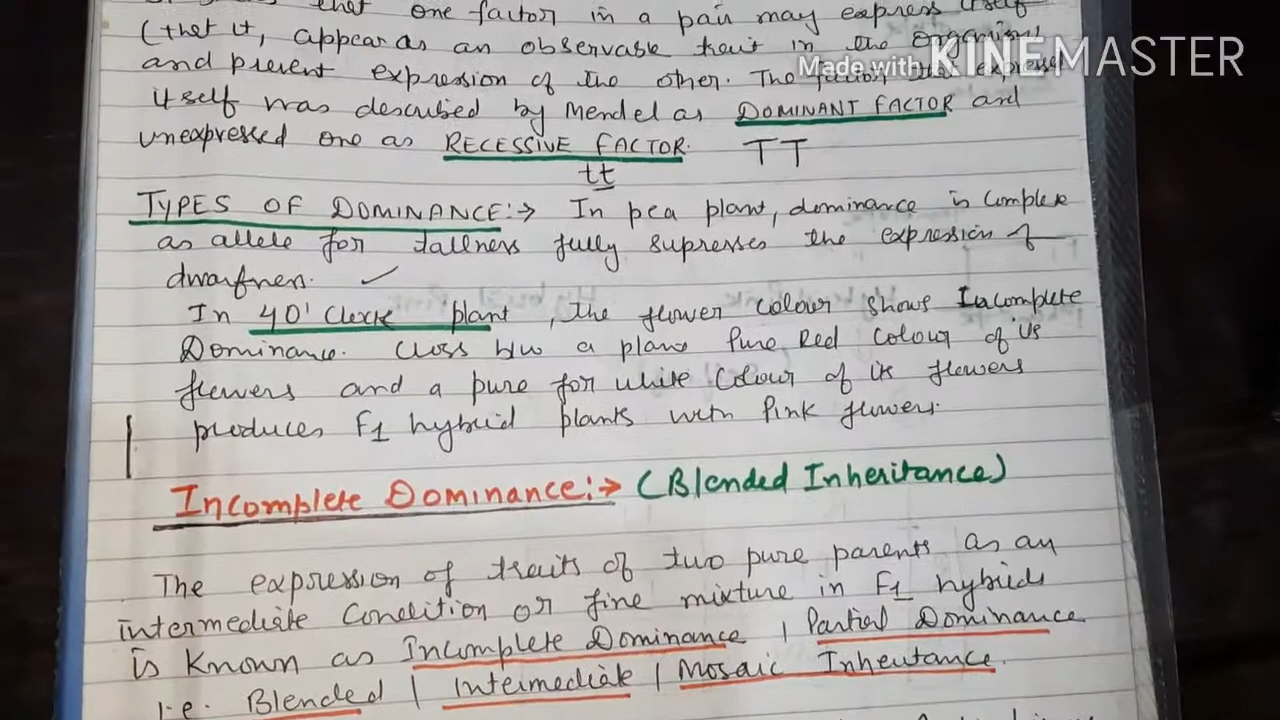 that one factor in a pair may express itself
(that it, appear as an observable trait in the organism)
Made with KINEMASTER
and prevent expression of the other. The
itself was described by Mendel as DOMINANT FACTOR and
unexpressed one as RECESSIVE FACTOR. TT
tt
TYPES OF DOMINANCE:→ In pea plant, dominance is complete
as allele for tallness fully supresses the expression of
dwarfness. ✓
In 4O' Clock plant, the flower colour shows Incomplete
Dominance. Cross b/w a plant Pure Red Colour of its
flowers and a pure for white Colour of its flowers
produces F1 hybrid plants with Pink flowers.
Incomplete Dominance:→ (Blended Inheritance)
The expression of traits of two pure parents as an
intermediate Condition or fine mixture in F1 hybrids
is Known as Incomplete Dominance | Partial Dominance
i.e. Blended | Intermediate | Mosaic Inheritance.